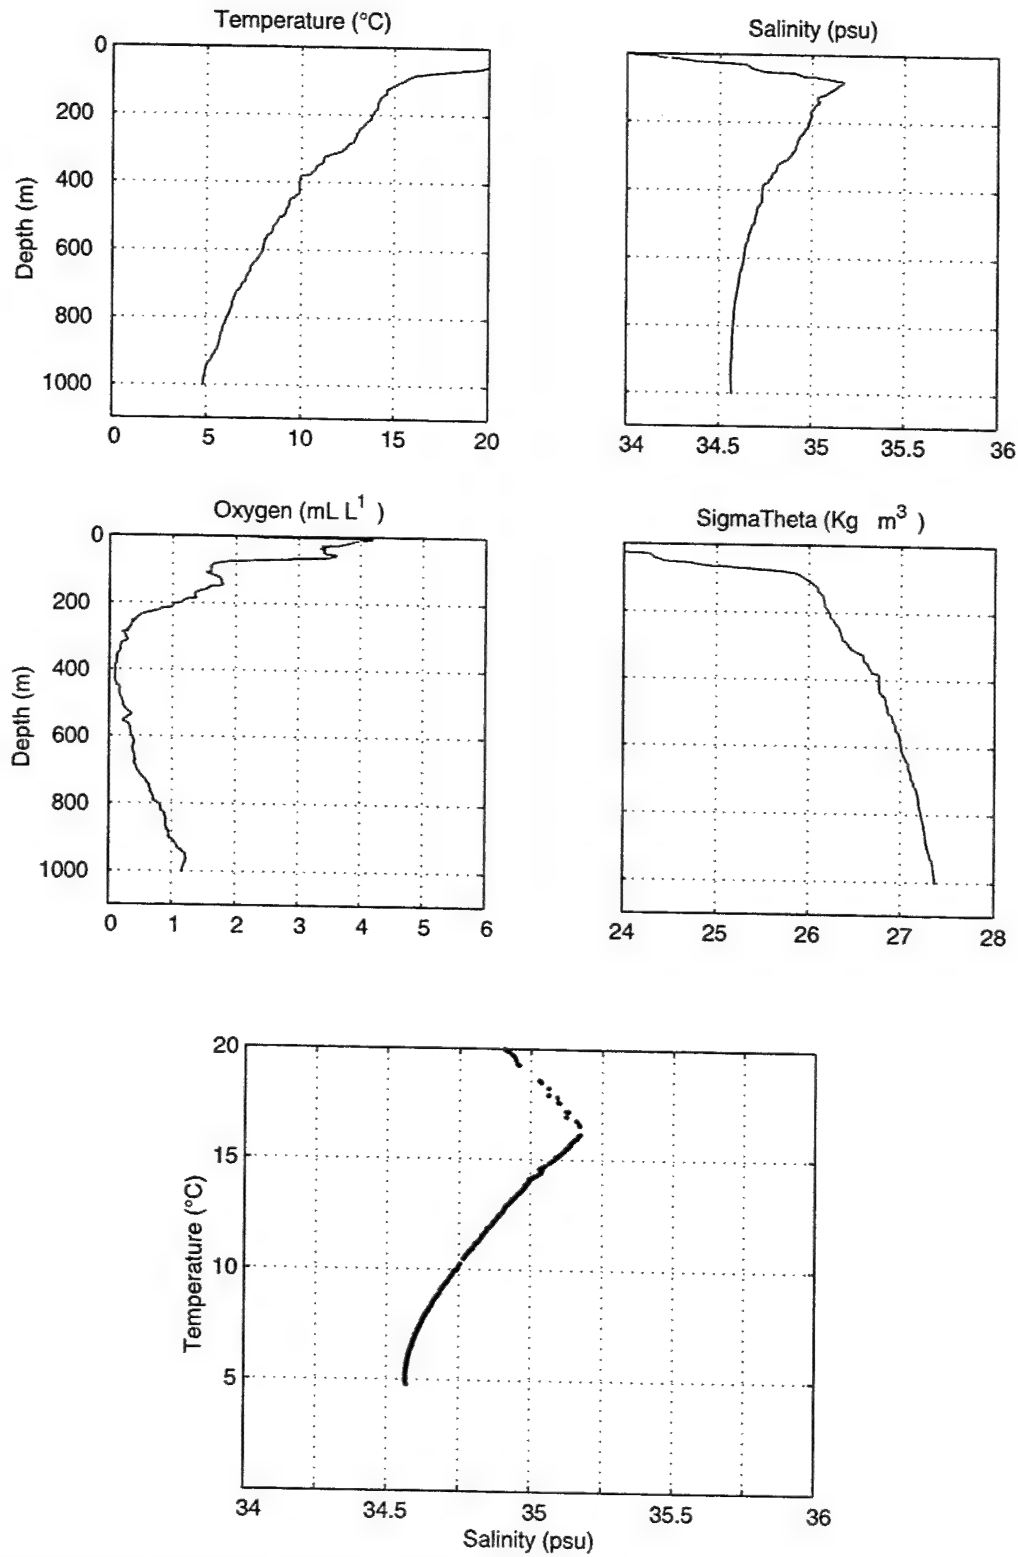 Temperature (°C)
0
200
400
600
800
1000
Depth (m)
0 5 10 15 20
Salinity (psu)
34 34.5 35 35.5 36
Oxygen (mL L1 )
0
200
400
600
800
1000
Depth (m)
0 1 2 3 4 5 6
SigmaTheta (Kg m3 )
24 25 26 27 28
20
15
10
5
Temperature (°C)
34 34.5 35 35.5 36
Salinity (psu)